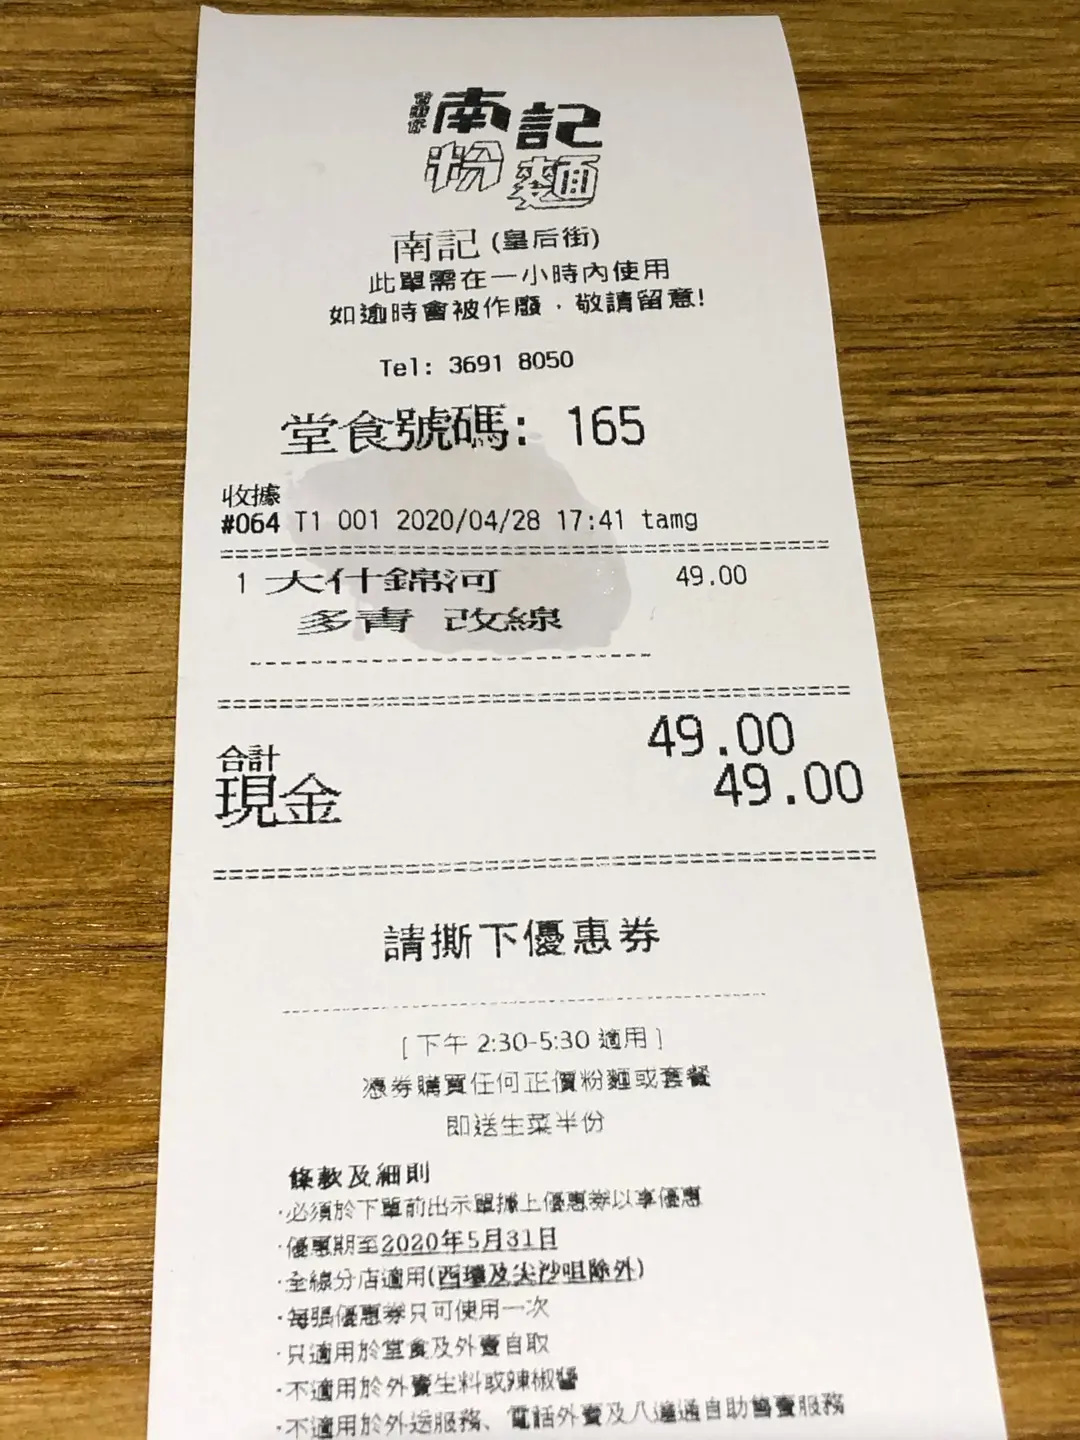 南記
粉麵
南記 (皇后街)
此單需在一小時內使用
如逾時會被作廢，敬請留意!
Tel: 3691 8050
堂食號碼: 165
收據
#064 T1 001 2020/04/28 17:41 tamg
1 大什錦河 49.00
多青 改線
合計 49.00
現金 49.00
請撕下優惠券
[ 下午 2:30-5:30 適用 ]
憑券購買任何正價粉麵或套餐
即送生菜半份
條款及細則
·必須於下單前出示單據上優惠券以享優惠
·優惠期至2020年5月31日
·全線分店適用(西環及尖沙咀除外)
·每張優惠券只可使用一次
·只適用於堂食及外賣自取
·不適用於外賣生料或辣椒醬
·不適用於外送服務、電話外賣及八達通自助售賣服務